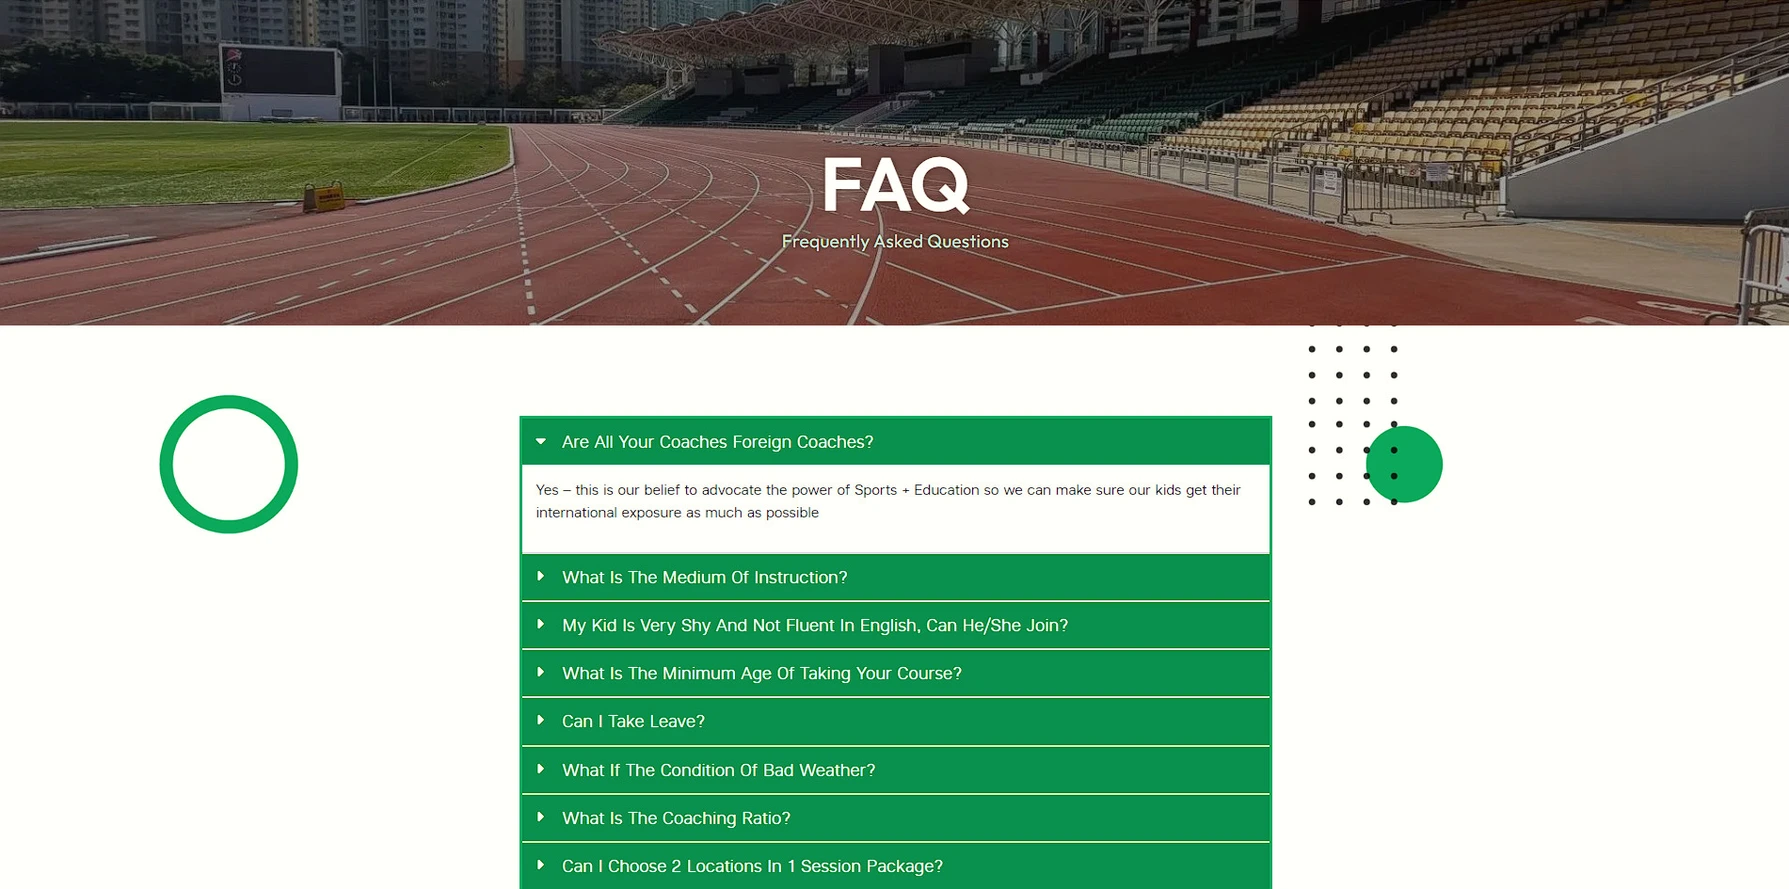 FAQ
Frequently Asked Questions
Are All Your Coaches Foreign Coaches?
Yes – this is our belief to advocate the power of Sports + Education so we can make sure our kids get their
international exposure as much as possible
What Is The Medium Of Instruction?
My Kid Is Very Shy And Not Fluent In English, Can He/She Join?
What Is The Minimum Age Of Taking Your Course?
Can I Take Leave?
What If The Condition Of Bad Weather?
What Is The Coaching Ratio?
Can I Choose 2 Locations In 1 Session Package?